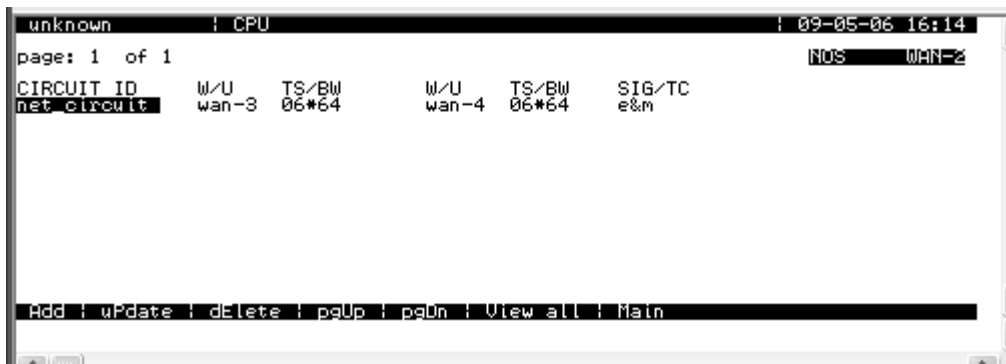 unknown ¦ CPU ¦ 09-05-06 16:14
page: 1 of 1 NOS WAN-2
CIRCUIT ID W/U TS/BW W/U TS/BW SIG/TC
net_circuit wan-3 06*64 wan-4 06*64 e&m
Add ¦ uPdate ¦ dElete ¦ pgUp ¦ pgDn ¦ View all ¦ Main